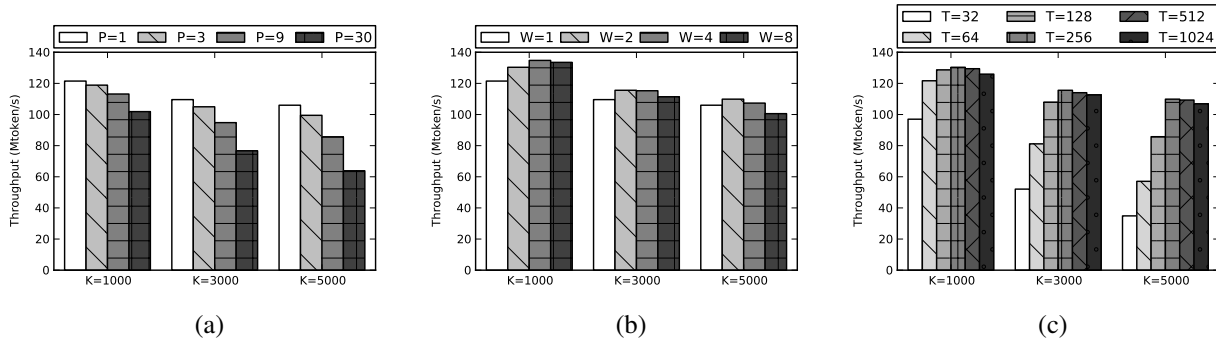 P=1 P=3 P=9 P=30
Throughput (Mtoken/s)
140
120
100
80
60
40
20
0
K=1000 K=3000 K=5000
(a)
W=1 W=2 W=4 W=8
Throughput (Mtoken/s)
140
120
100
80
60
40
20
0
K=1000 K=3000 K=5000
(b)
T=32 T=128 T=512
T=64 T=256 T=1024
Throughput (Mtoken/s)
140
120
100
80
60
40
20
0
K=1000 K=3000 K=5000
(c)